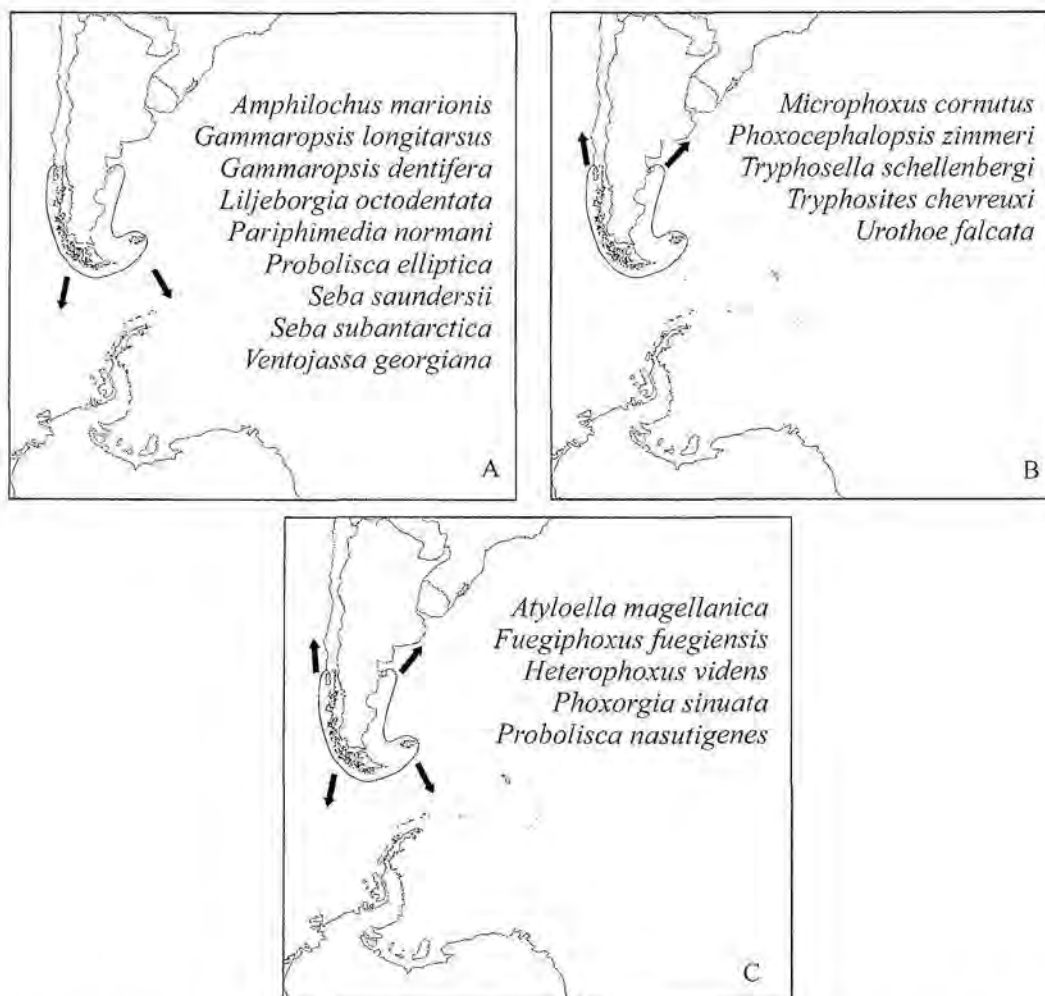 Amphilochus marionis
Gammaropsis longitarsus
Gammaropsis dentifera
Liljeborgia octodentata
Pariphimedia normani
Probolisca elliptica
Seba saundersii
Seba subantarctica
Ventojassa georgiana
A
Microphoxus cornutus
Phoxocephalopsis zimmeri
Tryphosella schellenbergi
Tryphosites chevreuxi
Urothoe falcata
B
Atyloella magellanica
Fuegiphoxus fuegiensis
Heterophoxus videns
Phoxorgia sinuata
Probolisca nasutigenes
C